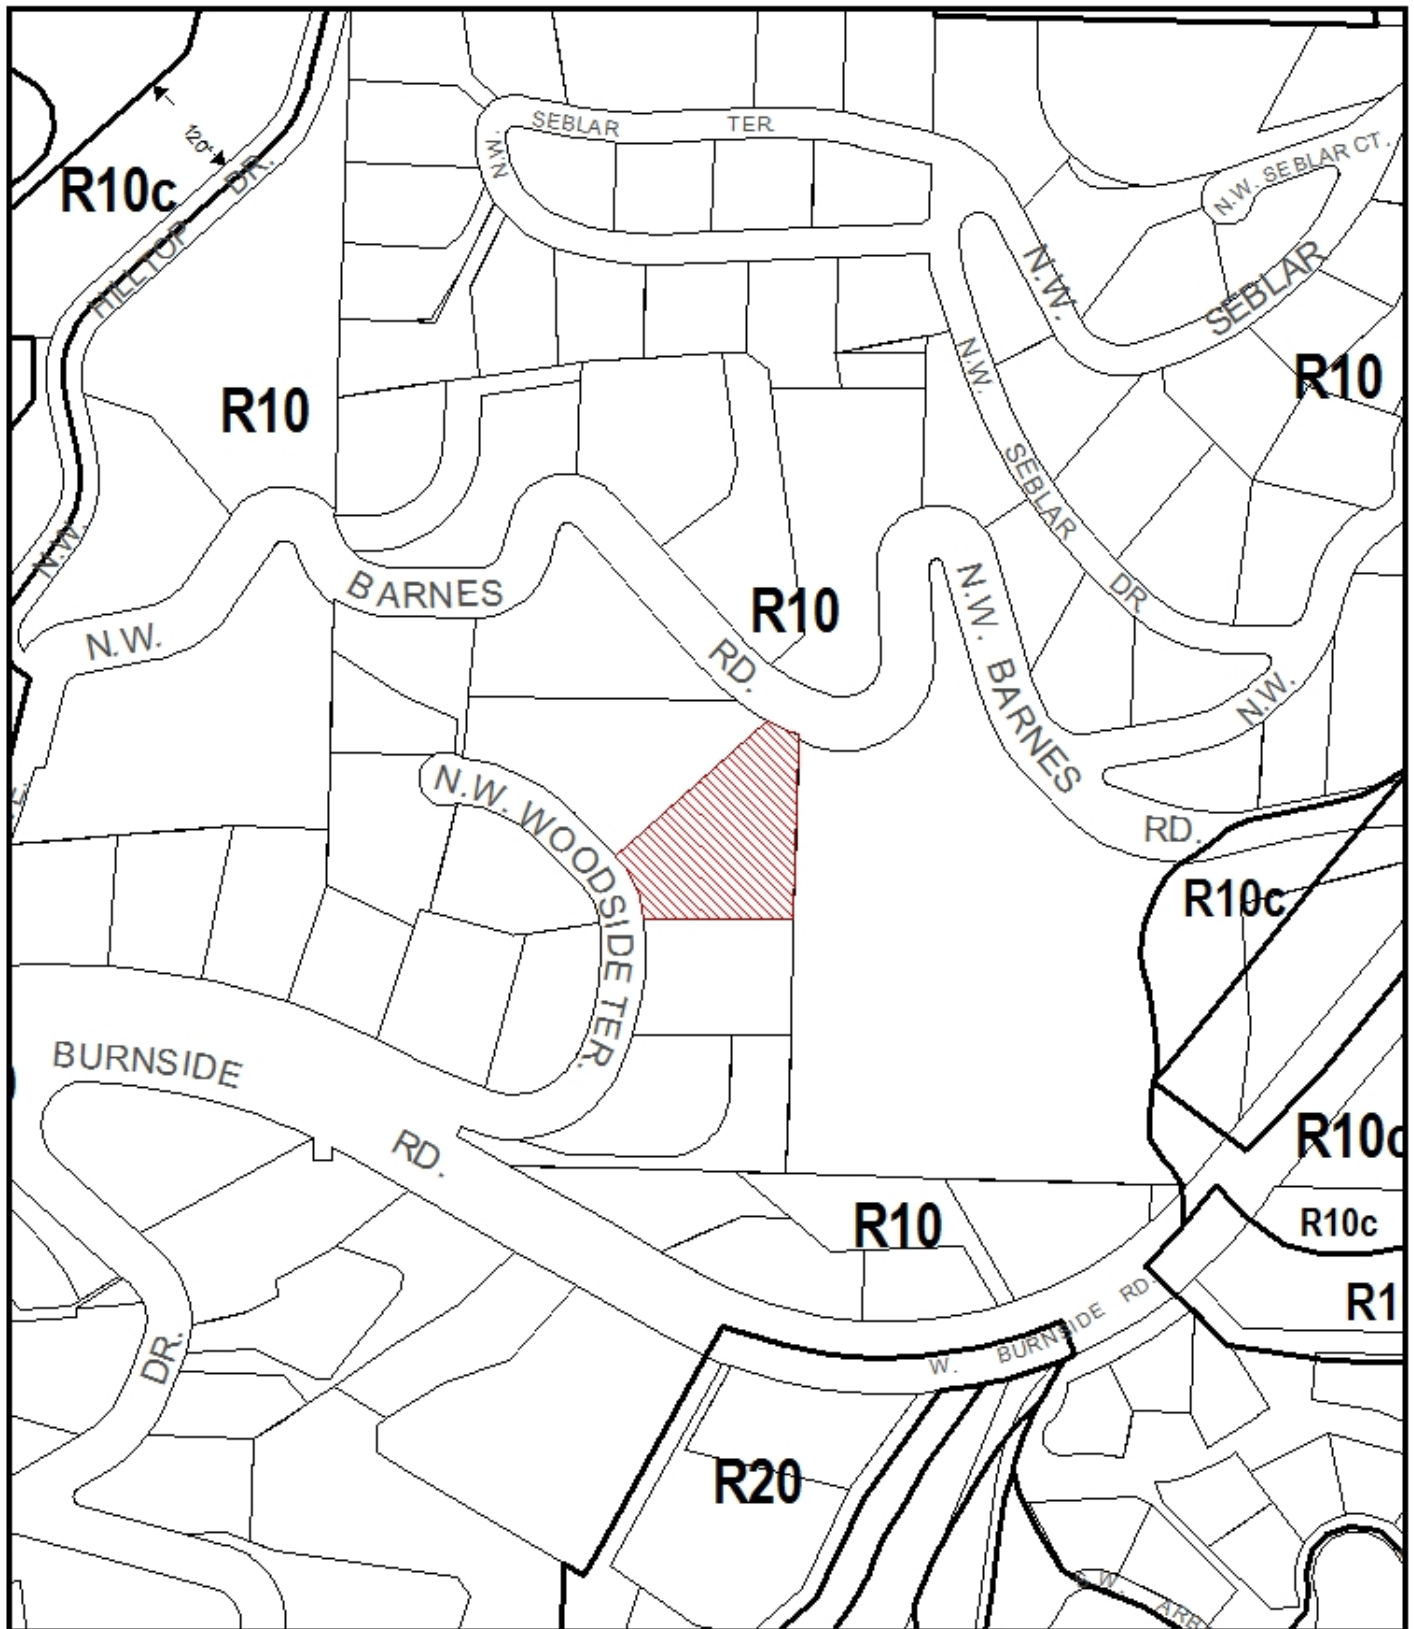 SEBLAR TER.
N.W.
120'
R10c
HILLTOP DR.
N.W. SEBLAR CT.
N.W.
SEBLAR
R10
R10
N.W.
SEBLAR
DR.
N.W.
BARNES
N.W.
R10
RD.
N.W. BARNES
N.W.
RD.
N.W. WOODSIDE TER.
R10c
BURNSIDE
RD.
R10c
R10
R10c
R1
W. BURNSIDE RD.
DR.
R20
W.
ARB